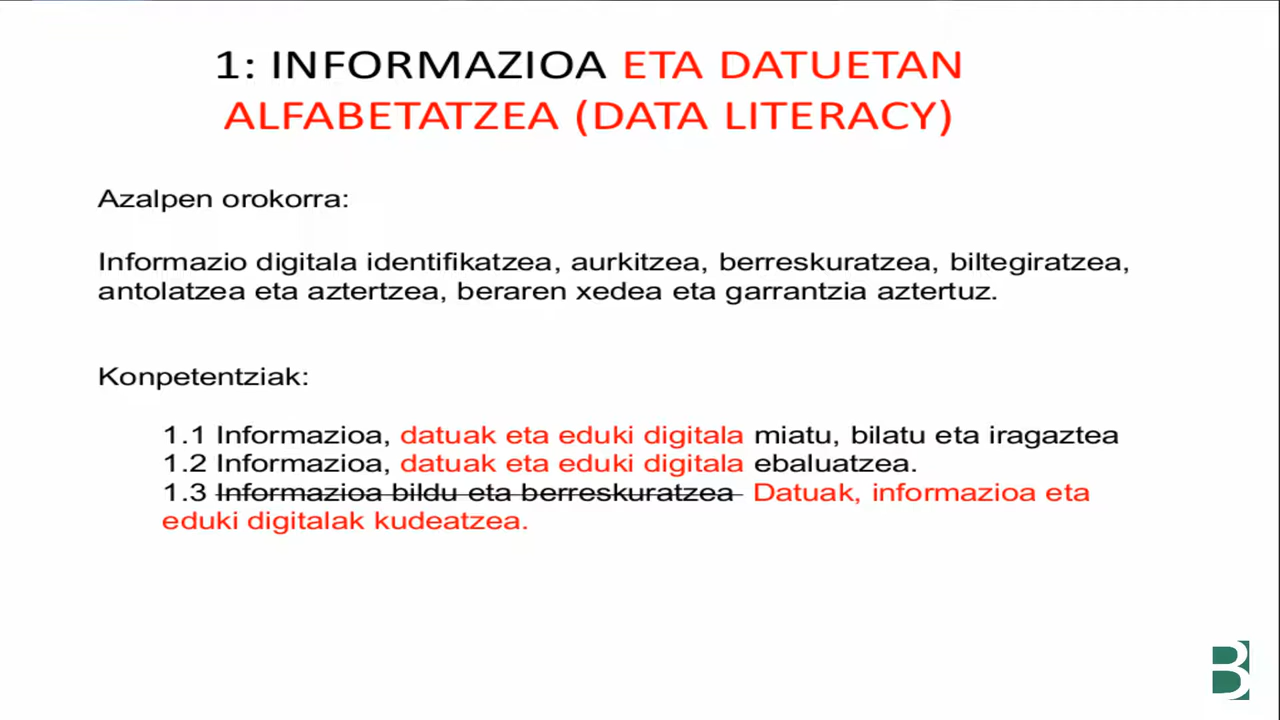 1: INFORMAZIOA ETA DATUETAN
ALFABETATZEA (DATA LITERACY)
Azalpen orokorra:
Informazio digitala identifikatzea, aurkitzea, berreskuratzea, biltegiratzea,
antolatzea eta aztertzea, beraren xedea eta garrantzia aztertuz.
Konpetentziak:
1.1 Informazioa, datuak eta eduki digitala miatu, bilatu eta iragaztea
1.2 Informazioa, datuak eta eduki digitala ebaluatzea.
1.3 Informazioa bildu eta berreskuratzea Datuak, informazioa eta
eduki digitalak kudeatzea.
B